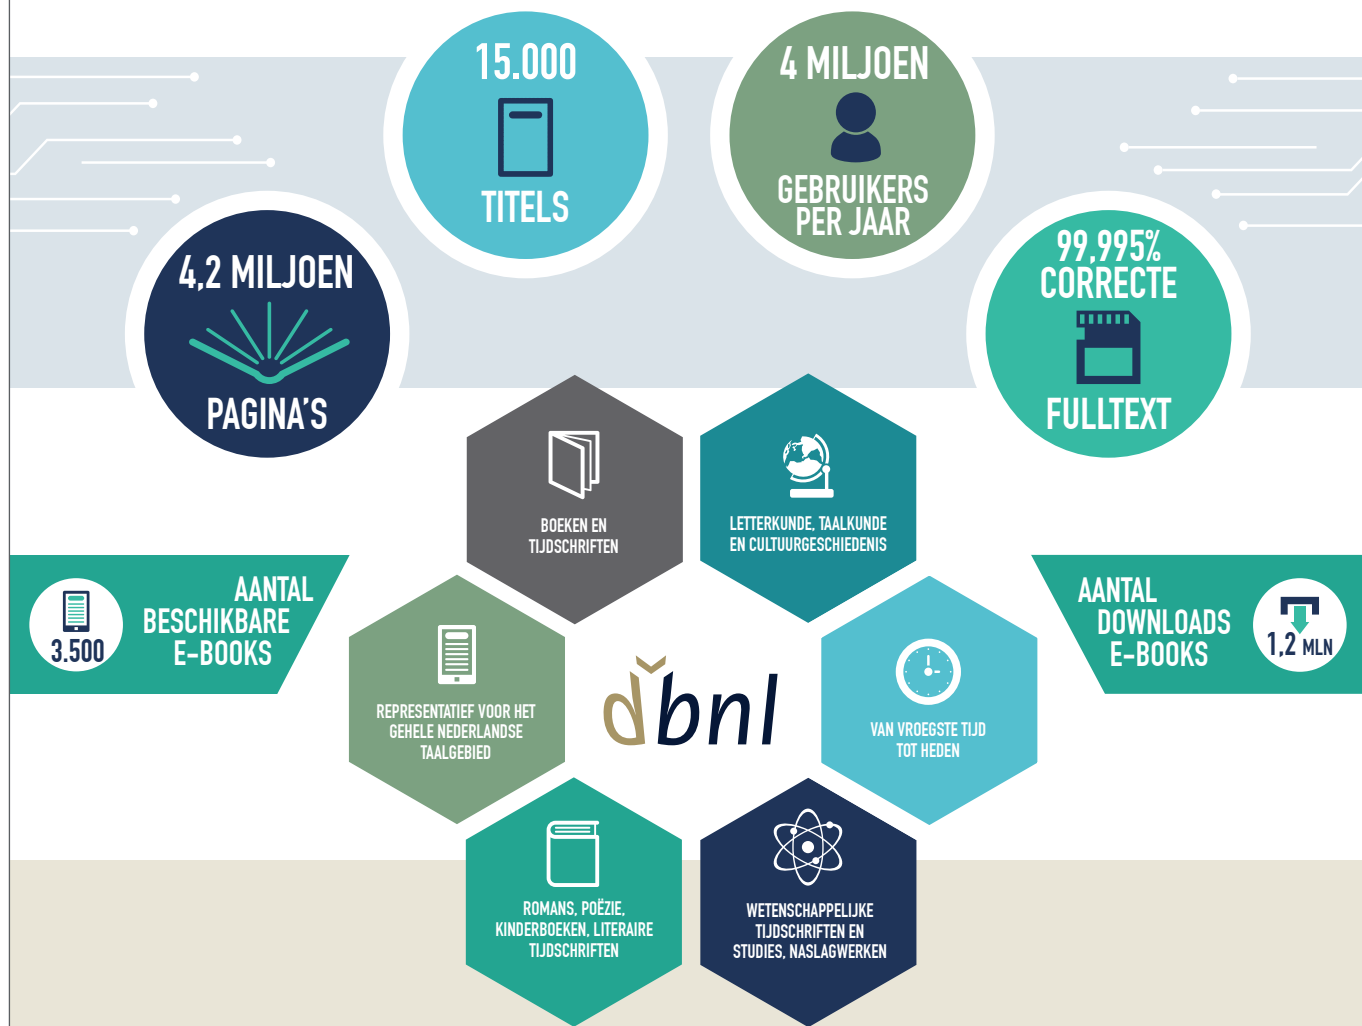 15.000
TITELS
4 MILJOEN
GEBRUIKERS
PER JAAR
4,2 MILJOEN
PAGINA'S
99,995%
CORRECTE
FULLTEXT
BOEKEN EN
TIJDSCHRIFTEN
LETTERKUNDE, TAALKUNDE
EN CULTUURGESCHIEDENIS
3.500
AANTAL
BESCHIKBARE
E-BOOKS
AANTAL
DOWNLOADS
E-BOOKS
1,2 MLN
REPRESENTATIEF VOOR HET
GEHELE NEDERLANDSE
TAALGEBIED
dbnl
VAN VROEGSTE TIJD
TOT HEDEN
ROMANS, POËZIE,
KINDERBOEKEN, LITERAIRE
TIJDSCHRIFTEN
WETENSCHAPPELIJKE
TIJDSCHRIFTEN EN
STUDIES, NASLAGWERKEN